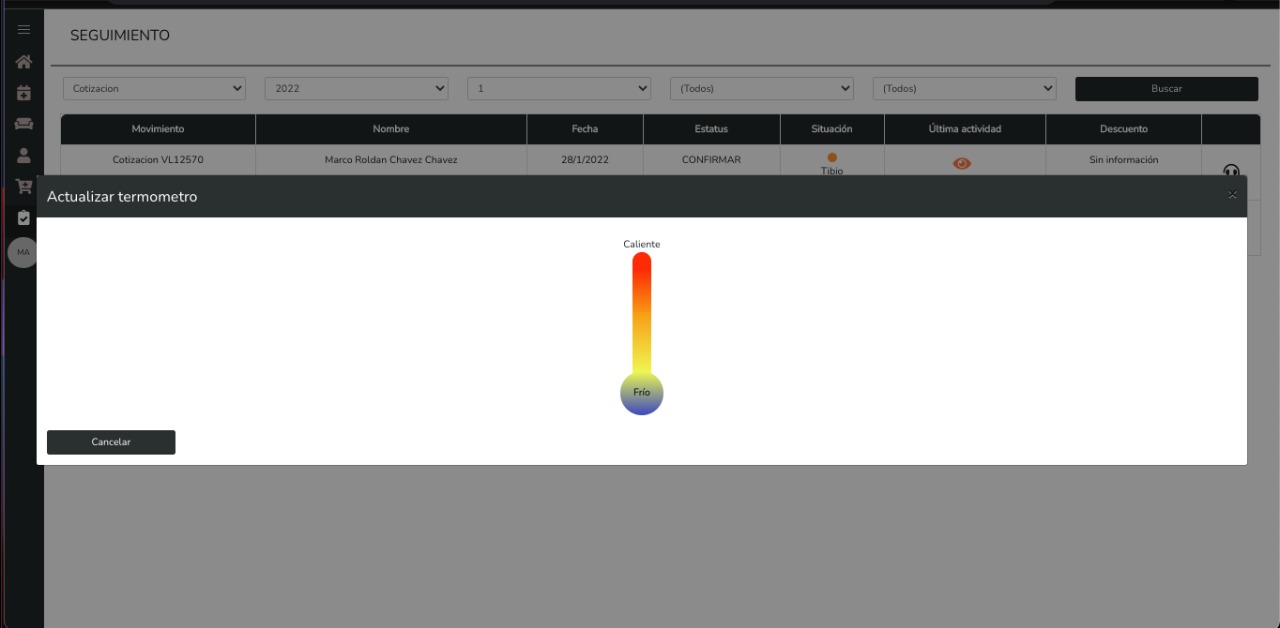 SEGUIMIENTO
Cotizacion 2022 1 (Todos) (Todos) Buscar
Movimiento Nombre Fecha Estatus Situación Última actividad Descuento
Cotizacion VL12570 Marco Roldan Chavez Chavez 28/1/2022 CONFIRMAR Tibio Sin información
Actualizar termometro ×
MA
Caliente
Frío
Cancelar